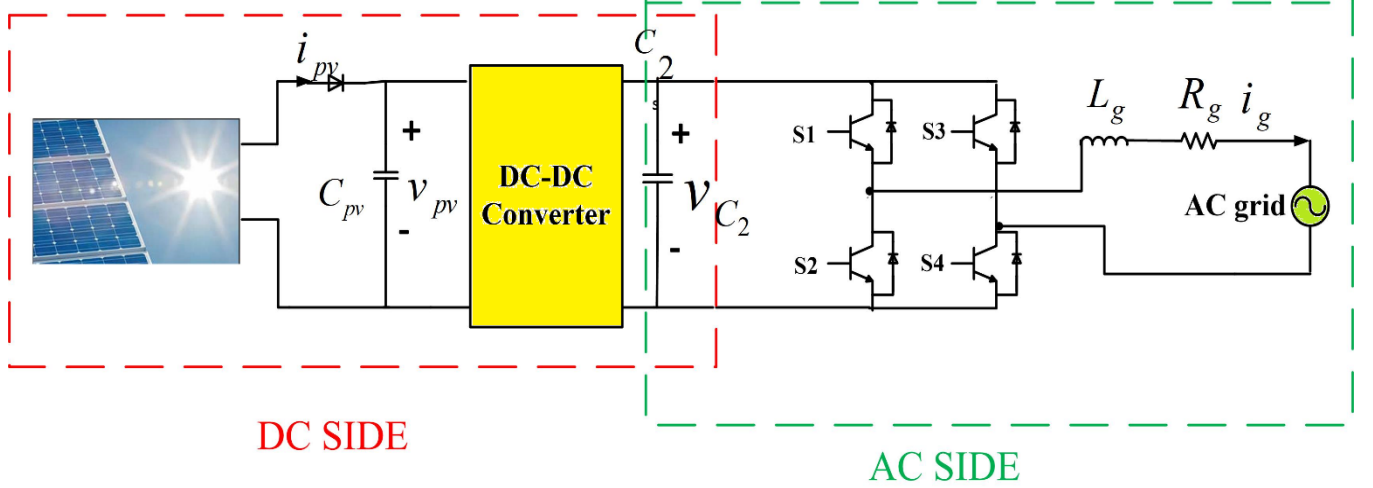 i_pv
C_2
s
L_g
R_g
i_g
+
+
S1
S3
C_pv
v_pv
DC-DC
Converter
v_C_2
AC grid
-
-
S2
S4
DC SIDE
AC SIDE